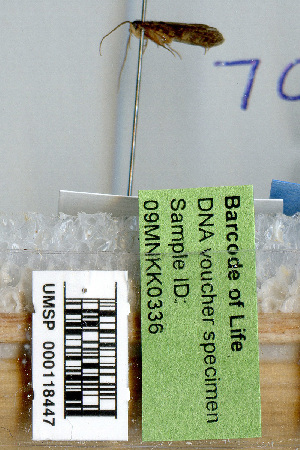 70
Barcode of Life
DNA voucher specimen
Sample ID:
09MNKK0336
UMSP 000118447